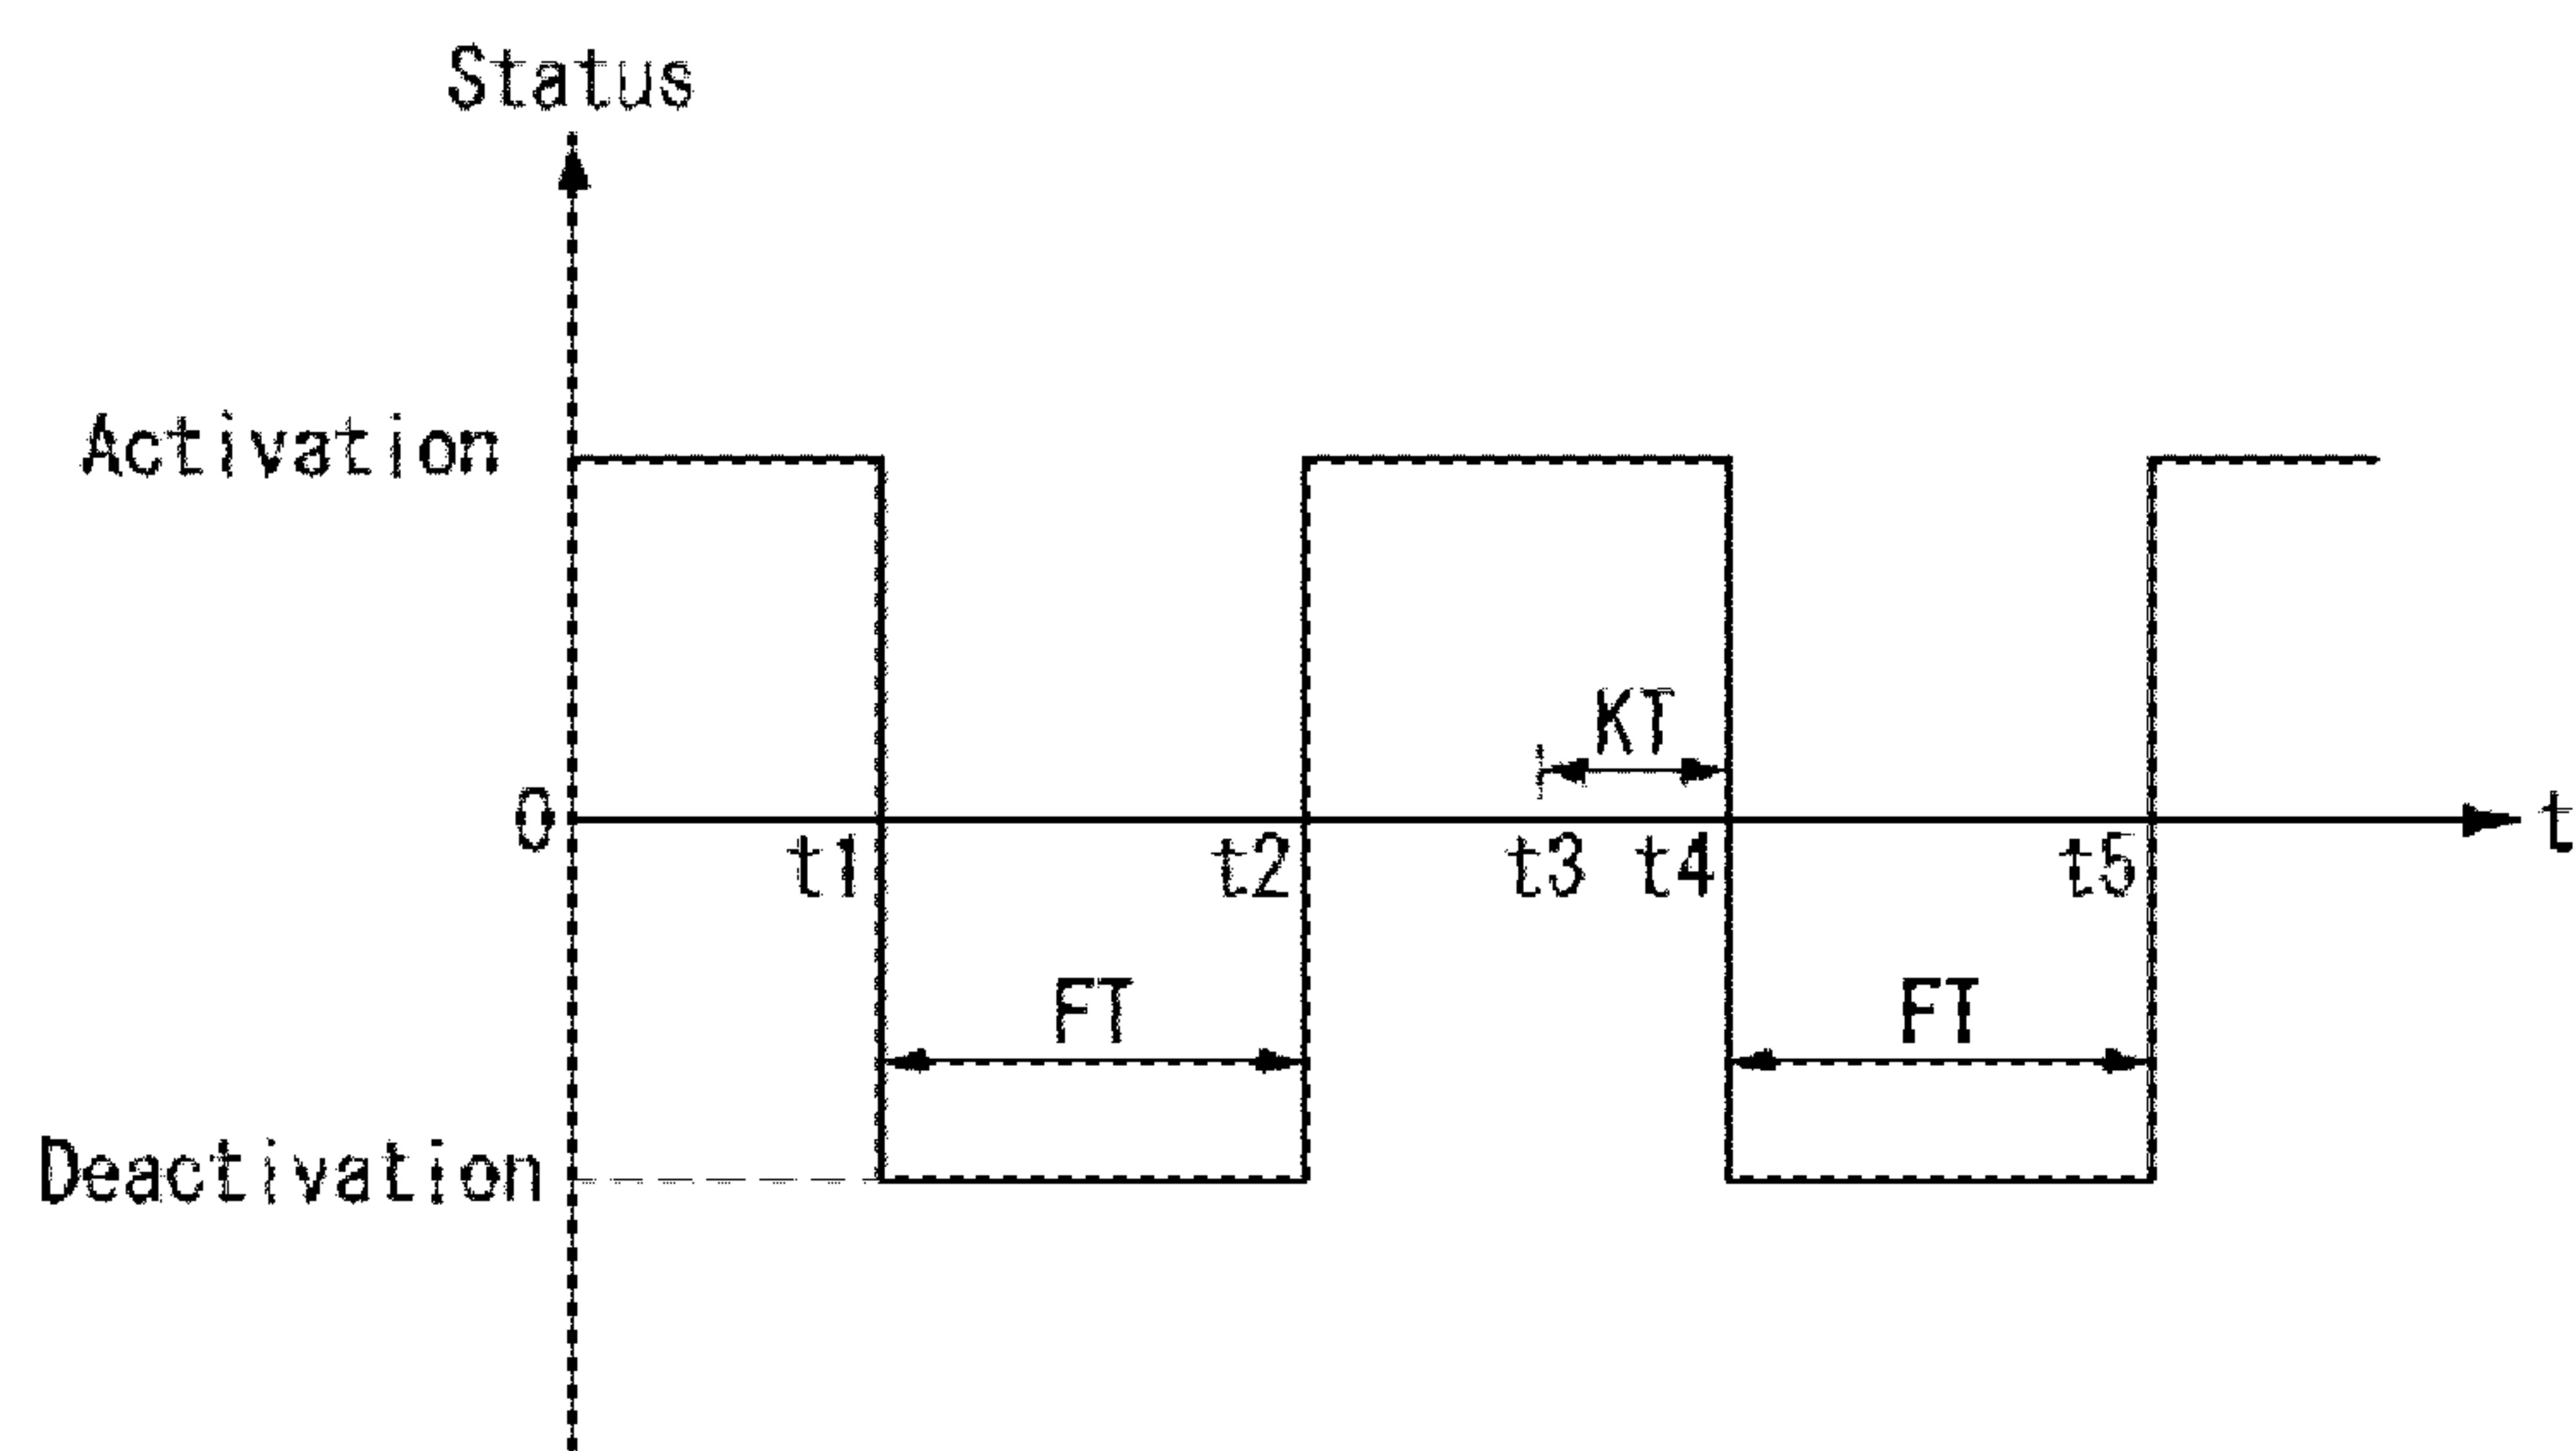 Status
Activation
KT
0
t
t1 t2 t3 t4 t5
FT FT
Deactivation